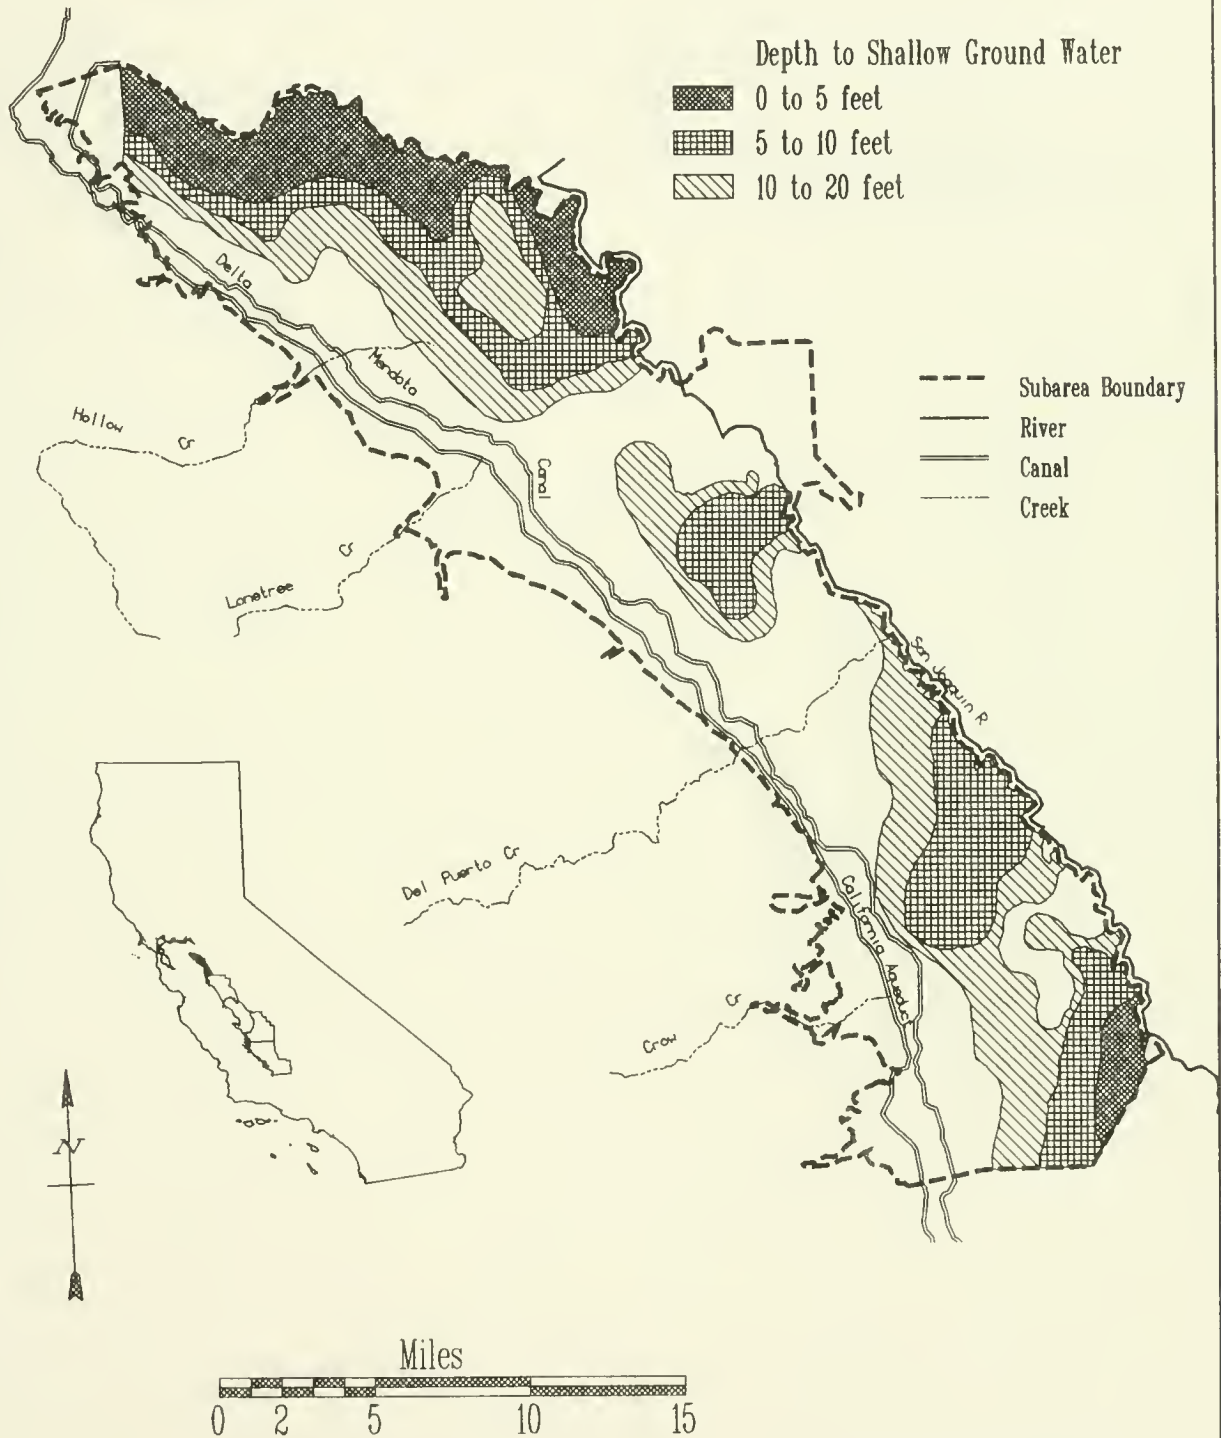 Depth to Shallow Ground Water
0 to 5 feet
5 to 10 feet
10 to 20 feet
Subarea Boundary
River
Canal
Creek
Delta
Mendota
Canal
Hollow Cr
Lonetree Cr
San Joaquin R
Del Puerto Cr
California Aqueduct
Crow Cr
N
Miles
0 2 5 10 15